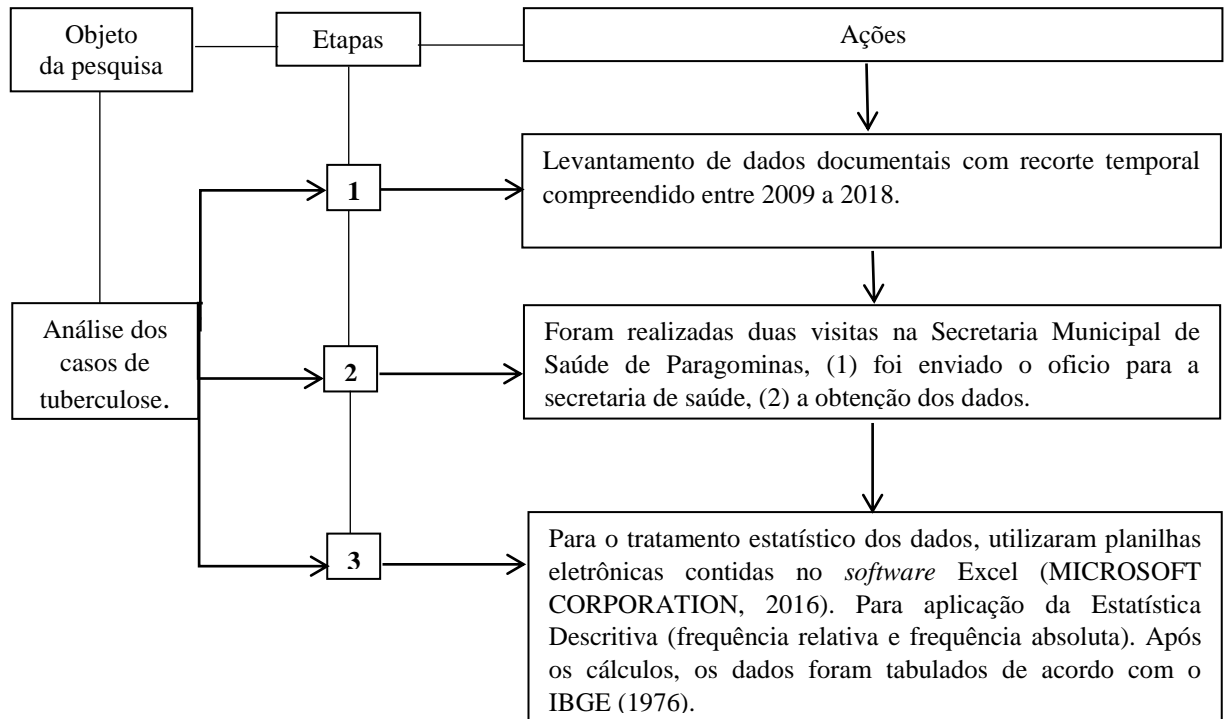 Objeto
da pesquisa
Etapas
Ações
1
Levantamento de dados documentais com recorte temporal
compreendido entre 2009 a 2018.
Análise dos
casos de
tuberculose.
2
Foram realizadas duas visitas na Secretaria Municipal de
Saúde de Paragominas, (1) foi enviado o oficio para a
secretaria de saúde, (2) a obtenção dos dados.
3
Para o tratamento estatístico dos dados, utilizaram planilhas
eletrônicas contidas no software Excel (MICROSOFT
CORPORATION, 2016). Para aplicação da Estatística
Descritiva (frequência relativa e frequência absoluta). Após
os cálculos, os dados foram tabulados de acordo com o
IBGE (1976).